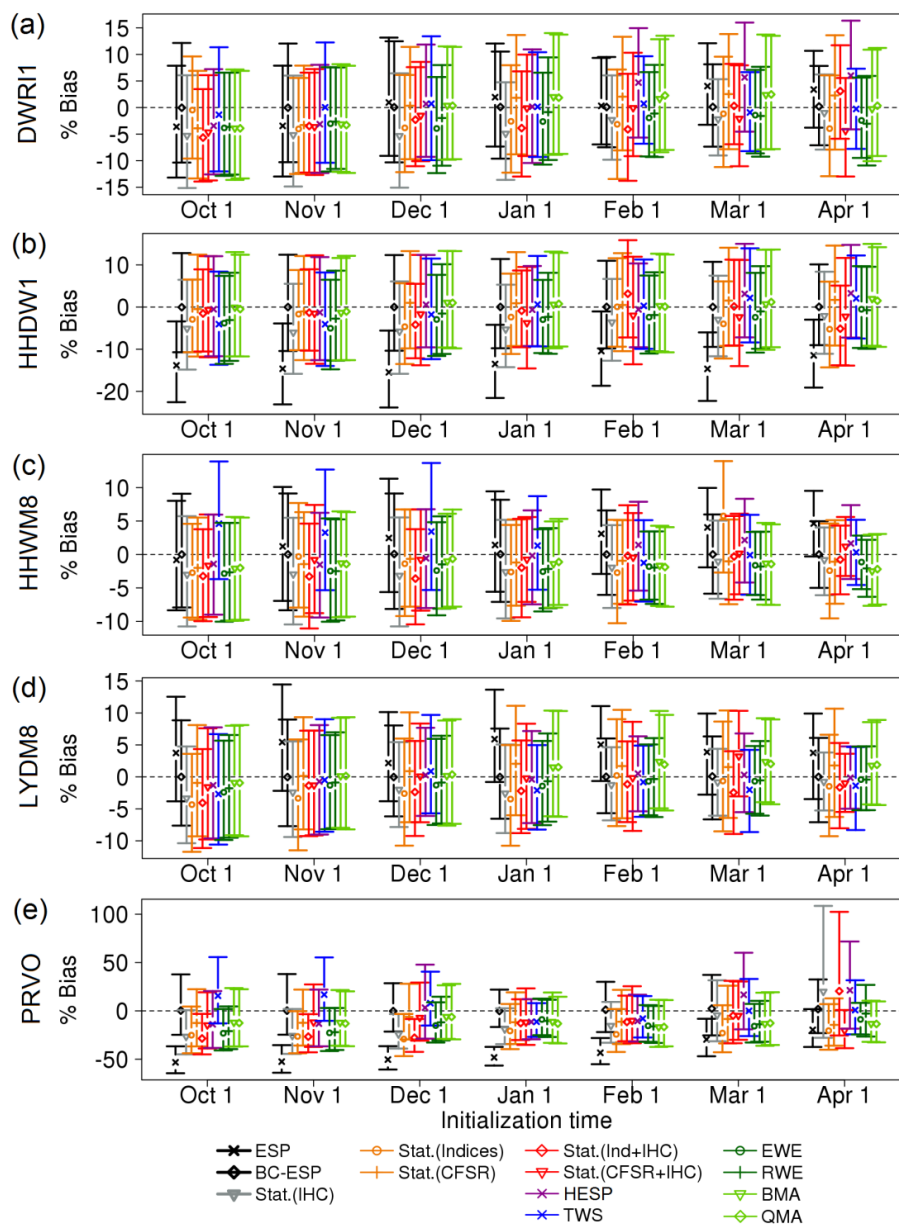 (a)
DWRI1
% Bias
15
10
5
0
-5
-10
-15
Oct 1 Nov 1 Dec 1 Jan 1 Feb 1 Mar 1 Apr 1
(b)
HHDW1
% Bias
10
0
-10
-20
Oct 1 Nov 1 Dec 1 Jan 1 Feb 1 Mar 1 Apr 1
(c)
HHWM8
% Bias
10
5
0
-5
-10
Oct 1 Nov 1 Dec 1 Jan 1 Feb 1 Mar 1 Apr 1
(d)
LYDM8
% Bias
15
10
5
0
-5
-10
Oct 1 Nov 1 Dec 1 Jan 1 Feb 1 Mar 1 Apr 1
(e)
PRVO
% Bias
100
50
0
-50
Oct 1 Nov 1 Dec 1 Jan 1 Feb 1 Mar 1 Apr 1
Initialization time
ESP Stat.(Indices) Stat.(Ind+IHC) EWE
BC-ESP Stat.(CFSR) Stat.(CFSR+IHC) RWE
Stat.(IHC) HESP BMA
TWS QMA